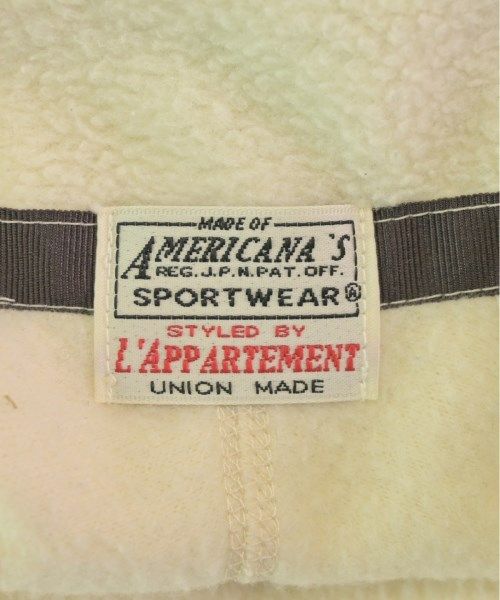 MADE OF
AMERICANA'S
REG.J.P.N.PAT.OFF.
SPORTWEAR®
STYLED BY
L'APPARTEMENT
UNION MADE